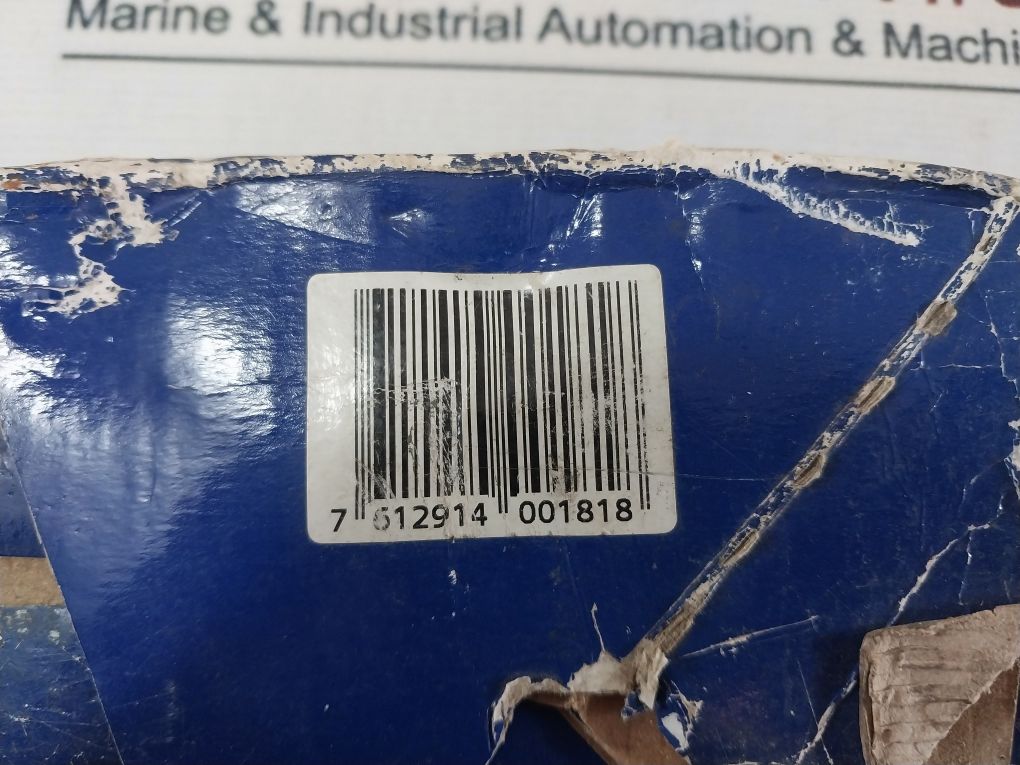 Marine & Industrial Automation & Machi
7 612914 001818